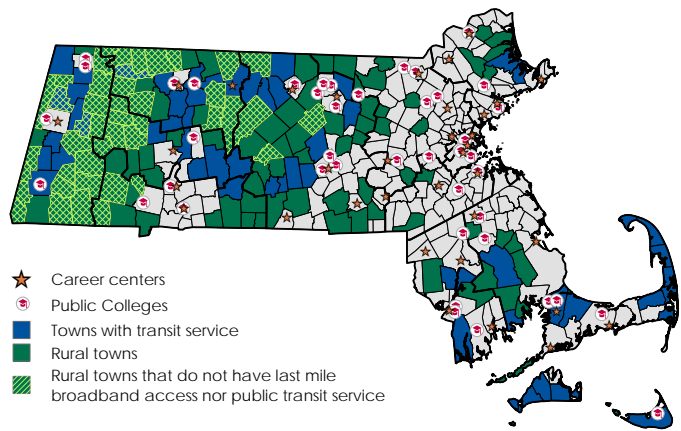 Career centers
Public Colleges
Towns with transit service
Rural towns
Rural towns that do not have last mile
broadband access nor public transit service